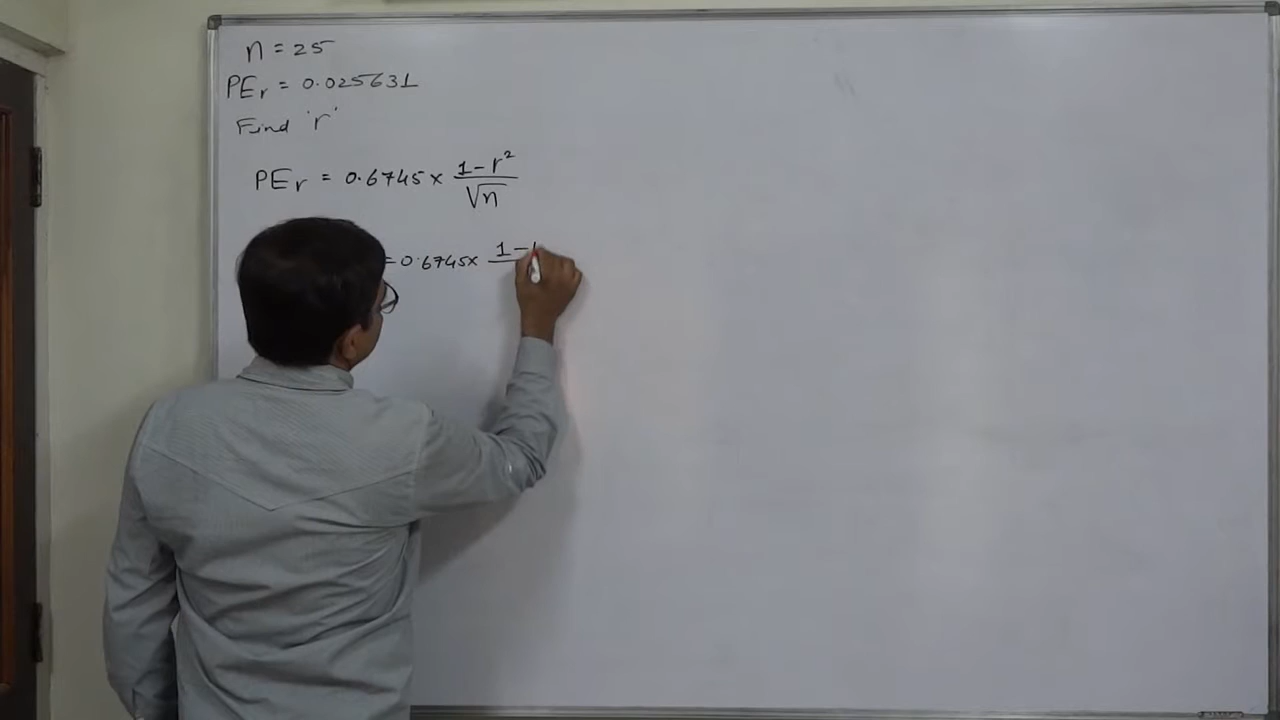 n = 25
PEr = 0.025631
Find 'r'
PEr = 0.6745 × (1 - r²)/√n
= 0.6745 × 1 -